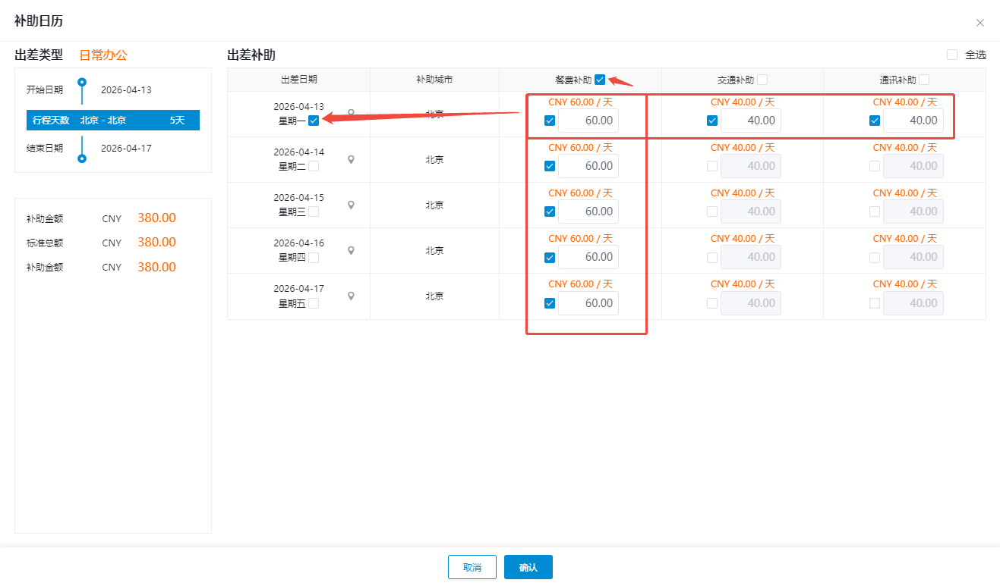 补助日历
出差类型 日常办公
开始日期 2026-04-13
行程天数 北京 - 北京 5天
结束日期 2026-04-17
补助金额 CNY 380.00
标准总额 CNY 380.00
补助金额 CNY 380.00
出差补助 全选
出差日期 补助城市 餐费补助 交通补助 通讯补助
2026-04-13 星期一 北京 CNY 60.00 / 天 60.00 CNY 40.00 / 天 40.00 CNY 40.00 / 天 40.00
2026-04-14 星期二 北京 CNY 60.00 / 天 60.00 CNY 40.00 / 天 40.00 CNY 40.00 / 天 40.00
2026-04-15 星期三 北京 CNY 60.00 / 天 60.00 CNY 40.00 / 天 40.00 CNY 40.00 / 天 40.00
2026-04-16 星期四 北京 CNY 60.00 / 天 60.00 CNY 40.00 / 天 40.00 CNY 40.00 / 天 40.00
2026-04-17 星期五 北京 CNY 60.00 / 天 60.00 CNY 40.00 / 天 40.00 CNY 40.00 / 天 40.00
取消 确认